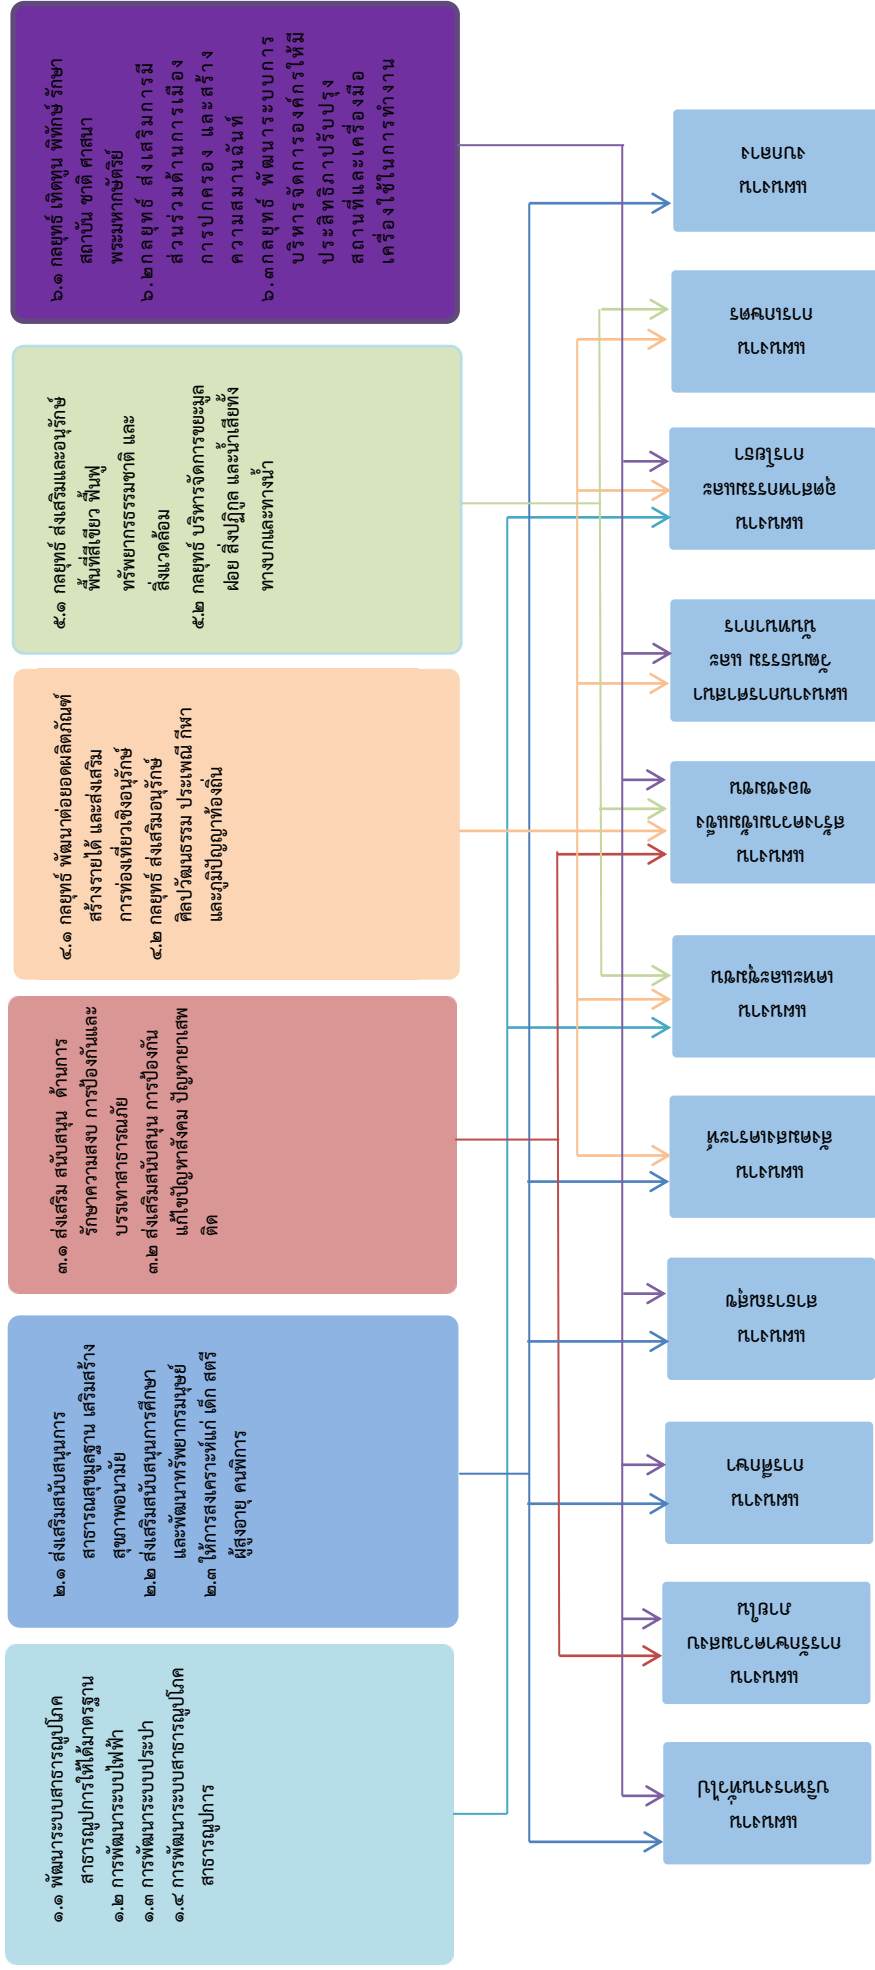 ๑.๑ พัฒนาระบบสาธารณูปโภค
สาธารณูปการให้ได้มาตรฐาน
๑.๒ การพัฒนาระบบไฟฟ้า
๑.๓ การพัฒนาระบบประปา
๑.๔ การพัฒนาระบบสาธารณูปโภค
สาธารณูปการ
๒.๑ ส่งเสริมสนับสนุนการ
สาธารณสุขมูลฐาน เสริมสร้าง
สุขภาพอนามัย
๒.๒ ส่งเสริมสนับสนุนการศึกษา
และพัฒนาทรัพยากรมนุษย์
๒.๓ ให้การสงเคราะห์แก่ เด็ก สตรี
ผู้สูงอายุ คนพิการ
๓.๑ ส่งเสริม สนับสนุน ด้านการ
รักษาความสงบ การป้องกันและ
บรรเทาสาธารณภัย
๓.๒ ส่งเสริมสนับสนุน การป้องกัน
แก้ไขปัญหาสังคม ปัญหายาเสพ
ติด
๔.๑ กลยุทธ์ พัฒนาต่อยอดผลิตภัณฑ์
สร้างรายได้ และส่งเสริม
การท่องเที่ยวเชิงอนุรักษ์
๔.๒ กลยุทธ์ ส่งเสริมอนุรักษ์
ศิลปวัฒนธรรม ประเพณี กีฬา
และภูมิปัญญาท้องถิ่น
๕.๑ กลยุทธ์ ส่งเสริมและอนุรักษ์
พื้นที่สีเขียว ฟื้นฟู
ทรัพยากรธรรมชาติ และ
สิ่งแวดล้อม
๕.๒ กลยุทธ์ บริหารจัดการขยะมูล
ฝอย สิ่งปฏิกูล และน้ำเสียทั้ง
ทางบกและทางน้ำ
๖.๑ กลยุทธ์ เทิดทูน พิทักษ์ รักษา
สถาบัน ชาติ ศาสนา
พระมหากษัตริย์
๖.๒กลยุทธ์ ส่งเสริมการมี
ส่วนร่วมด้านการเมือง
การปกครอง และสร้าง
ความสมานฉันท์
๖.๓กลยุทธ์ พัฒนาระบบการ
บริหารจัดการองค์กรให้มี
ประสิทธิภาปรับปรุง
สถานที่และเครื่องมือ
เครื่องใช้ในการทำงาน
แผนงาน
บริหารงานทั่วไป
แผนงาน
การรักษาความสงบ
ภายใน
แผนงาน
การศึกษา
แผนงาน
สาธารณสุข
แผนงาน
สังคมสงเคราะห์
แผนงาน
เคหะและชุมชน
แผนงาน
สร้างความเข้มแข็ง
ของชุมชน
แผนงานการศาสนา
วัฒนธรรม และ
นันทนาการ
แผนงาน
อุตสาหกรรมและ
การโยธา
แผนงาน
การเกษตร
แผนงาน
งบกลาง